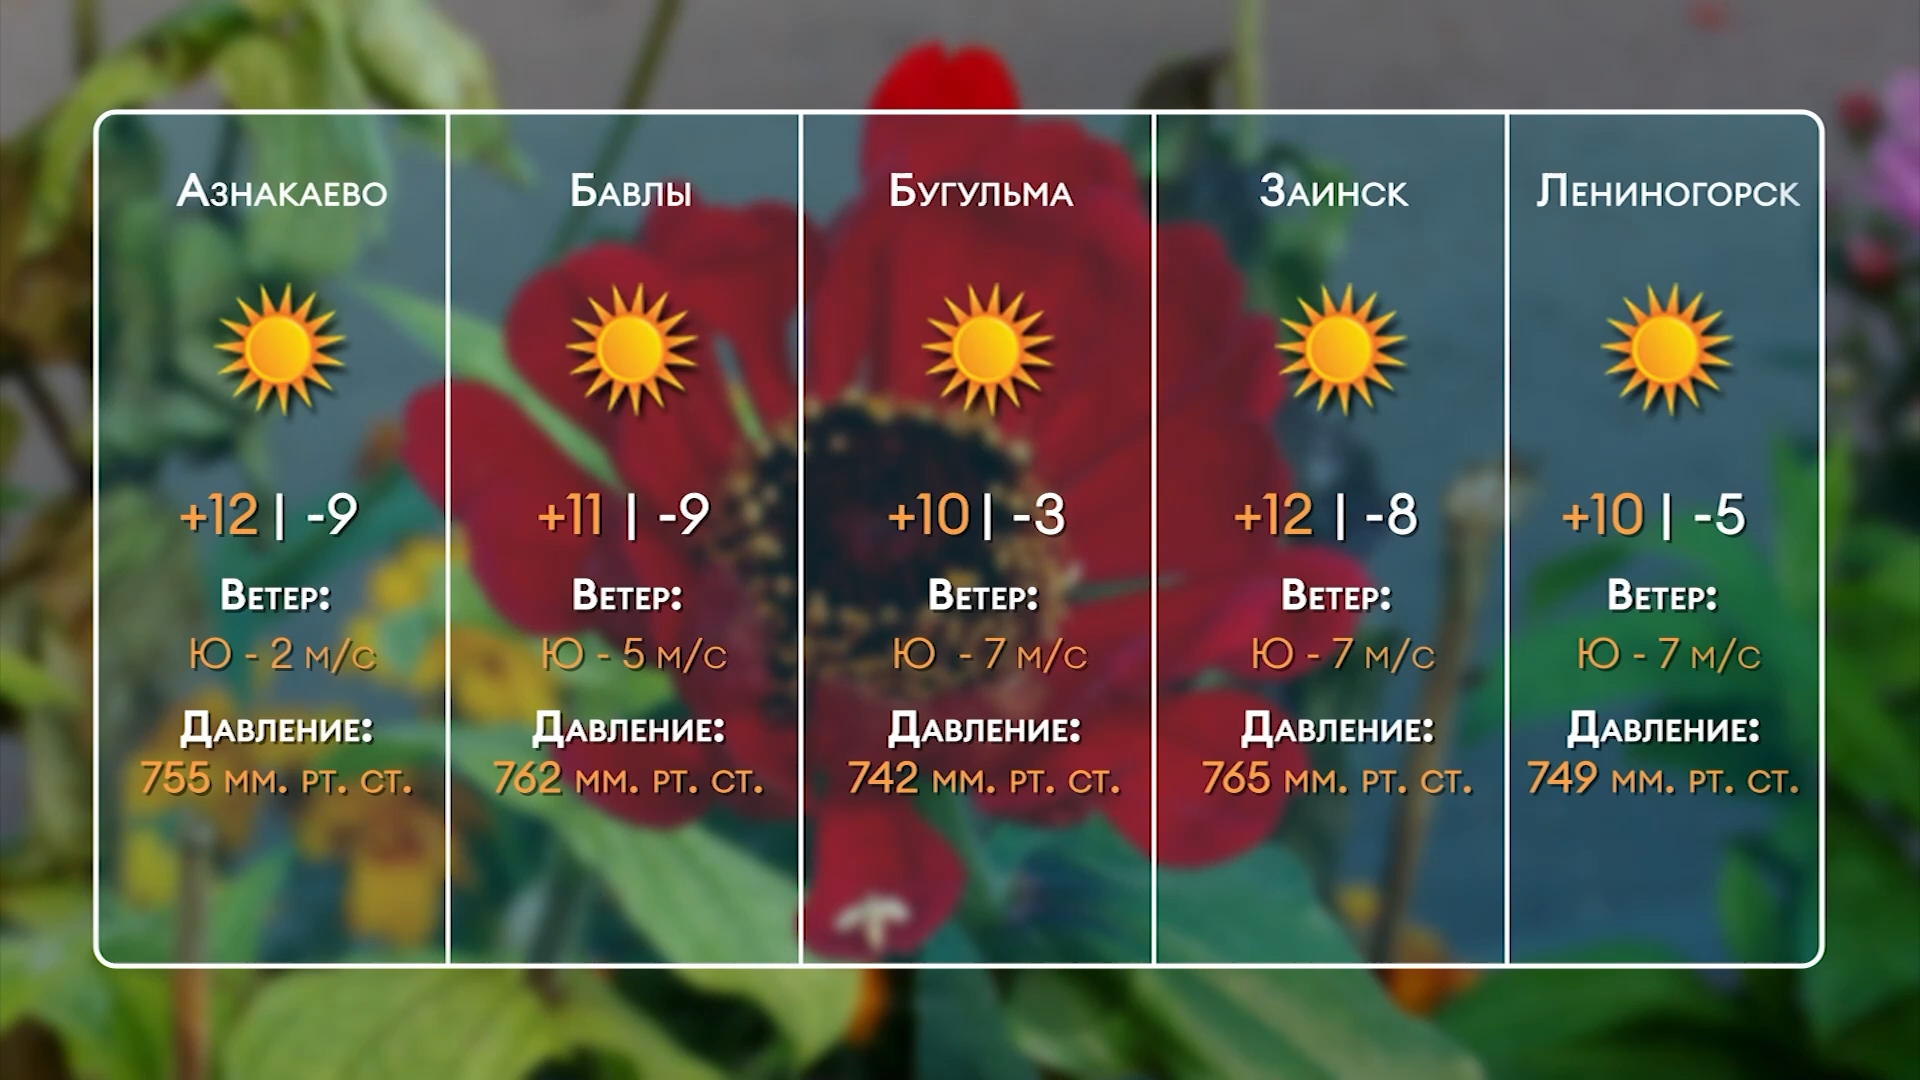 Азнакаево
+12 | -9
Ветер:
Ю - 2 м/с
Давление:
755 мм. рт. ст.
Бавлы
+11 | -9
Ветер:
Ю - 5 м/с
Давление:
762 мм. рт. ст.
Бугульма
+10 | -3
Ветер:
Ю - 7 м/с
Давление:
742 мм. рт. ст.
Заинск
+12 | -8
Ветер:
Ю - 7 м/с
Давление:
765 мм. рт. ст.
Лениногорск
+10 | -5
Ветер:
Ю - 7 м/с
Давление:
749 мм. рт. ст.